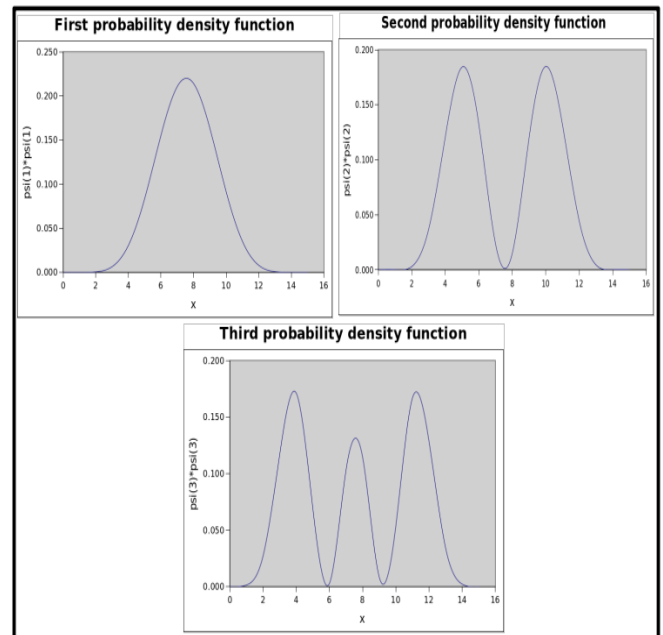 First probability density function
0.250
0.200
0.150
0.100
0.050
0.000
psi(1)*psi(1)
0 2 4 6 8 10 12 14 16
X
Second probability density function
0.200
0.150
0.100
0.050
0.000
psi(2)*psi(2)
0 2 4 6 8 10 12 14 16
X
Third probability density function
0.200
0.150
0.100
0.050
0.000
psi(3)*psi(3)
0 2 4 6 8 10 12 14 16
X